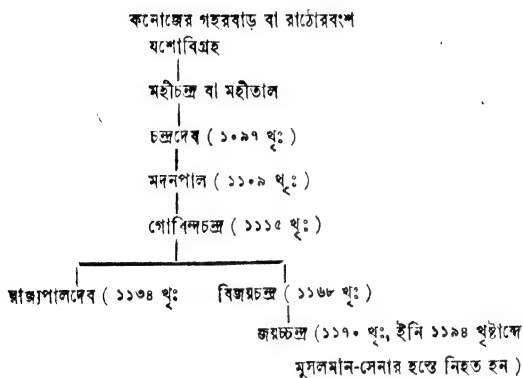 কনোজের গহরবাড় বা রাঠোরবংশ
যশোবিগ্রহ
মহীচন্দ্র বা মহীতাল
চন্দ্রদেব ( ১০৯৭ খৃঃ )
মদনপাল ( ১১০৯ খৃঃ )
গোবিন্দচন্দ্র ( ১১১৫ খৃঃ )
রাজ্যপালদেব ( ১১৩৪ খৃঃ বিজয়চন্দ্র ( ১১৬৮ খৃঃ )
জয়চ্চন্দ্র ( ১১৭০ খৃঃ, ইনি ১১৯৪ খৃষ্টাব্দে
মুসলমান-সেনার হস্তে নিহত হন )